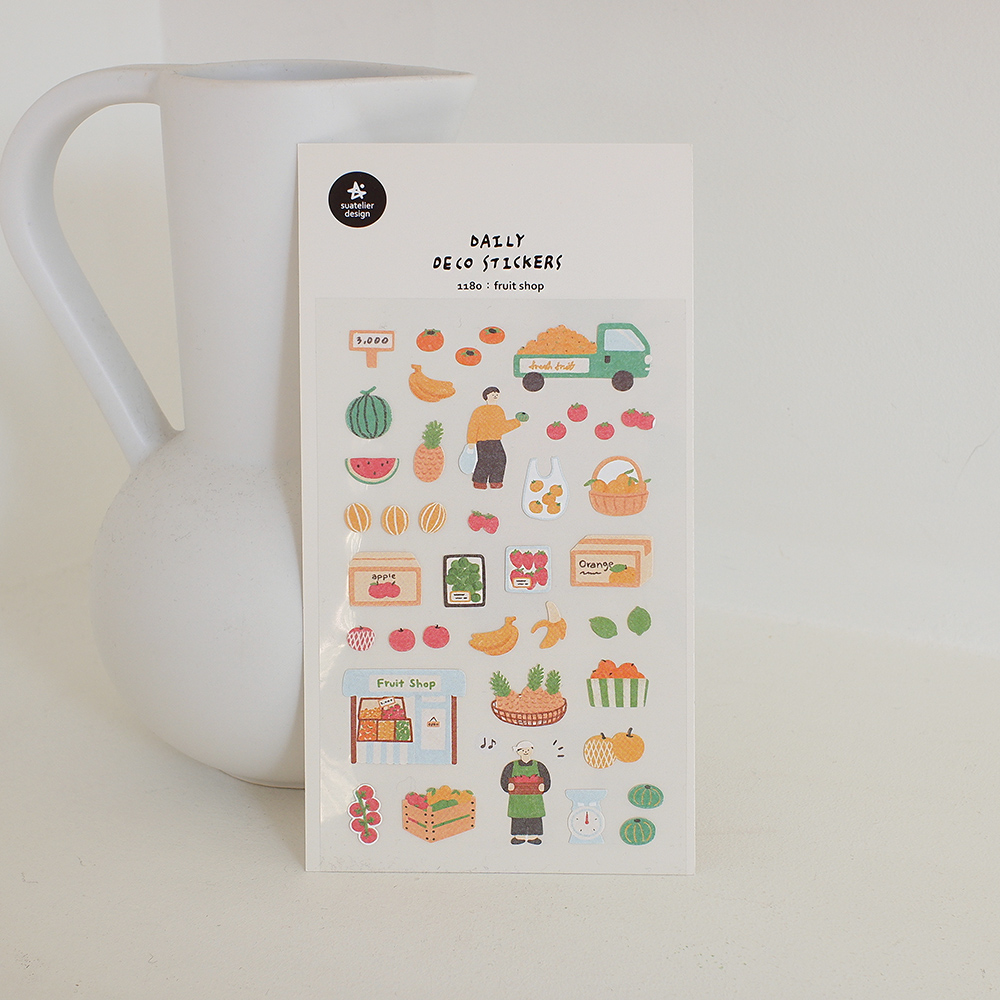 suatelier
design
DAILY
DECO STICKERS
1180 : fruit shop
3,000
fresh fruit
apple
Orange
Fruit Shop